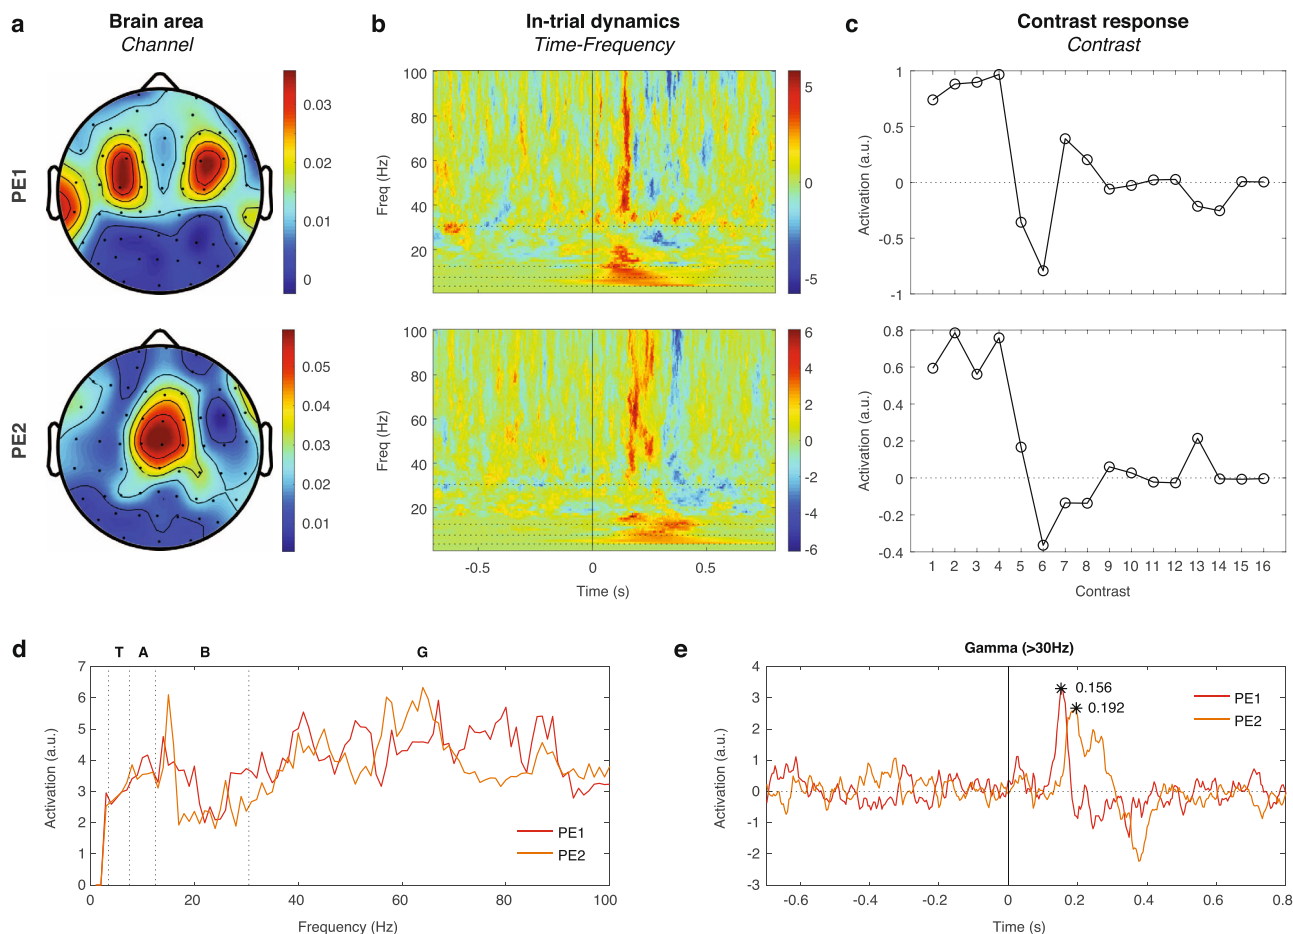 a
Brain area
Channel
b
In-trial dynamics
Time-Frequency
c
Contrast response
Contrast
PE1
0.03
0.02
0.01
0
Freq (Hz)
100
80
60
40
20
5
0
-5
Activation (a.u.)
1
0.5
0
-0.5
-1
PE2
0.05
0.04
0.03
0.02
0.01
Freq (Hz)
100
80
60
40
20
-0.5 0 0.5
Time (s)
6
4
2
0
-2
-4
-6
Activation (a.u.)
0.8
0.6
0.4
0.2
0
-0.2
-0.4
1 2 3 4 5 6 7 8 9 10 11 12 13 14 15 16
Contrast
d
T A B G
Activation (a.u.)
7
6
5
4
3
2
1
0
PE1
PE2
0 20 40 60 80 100
Frequency (Hz)
e
Gamma (>30Hz)
Activation (a.u.)
4
3
2
1
0
-1
-2
-3
0.156
0.192
PE1
PE2
-0.6 -0.4 -0.2 0 0.2 0.4 0.6 0.8
Time (s)